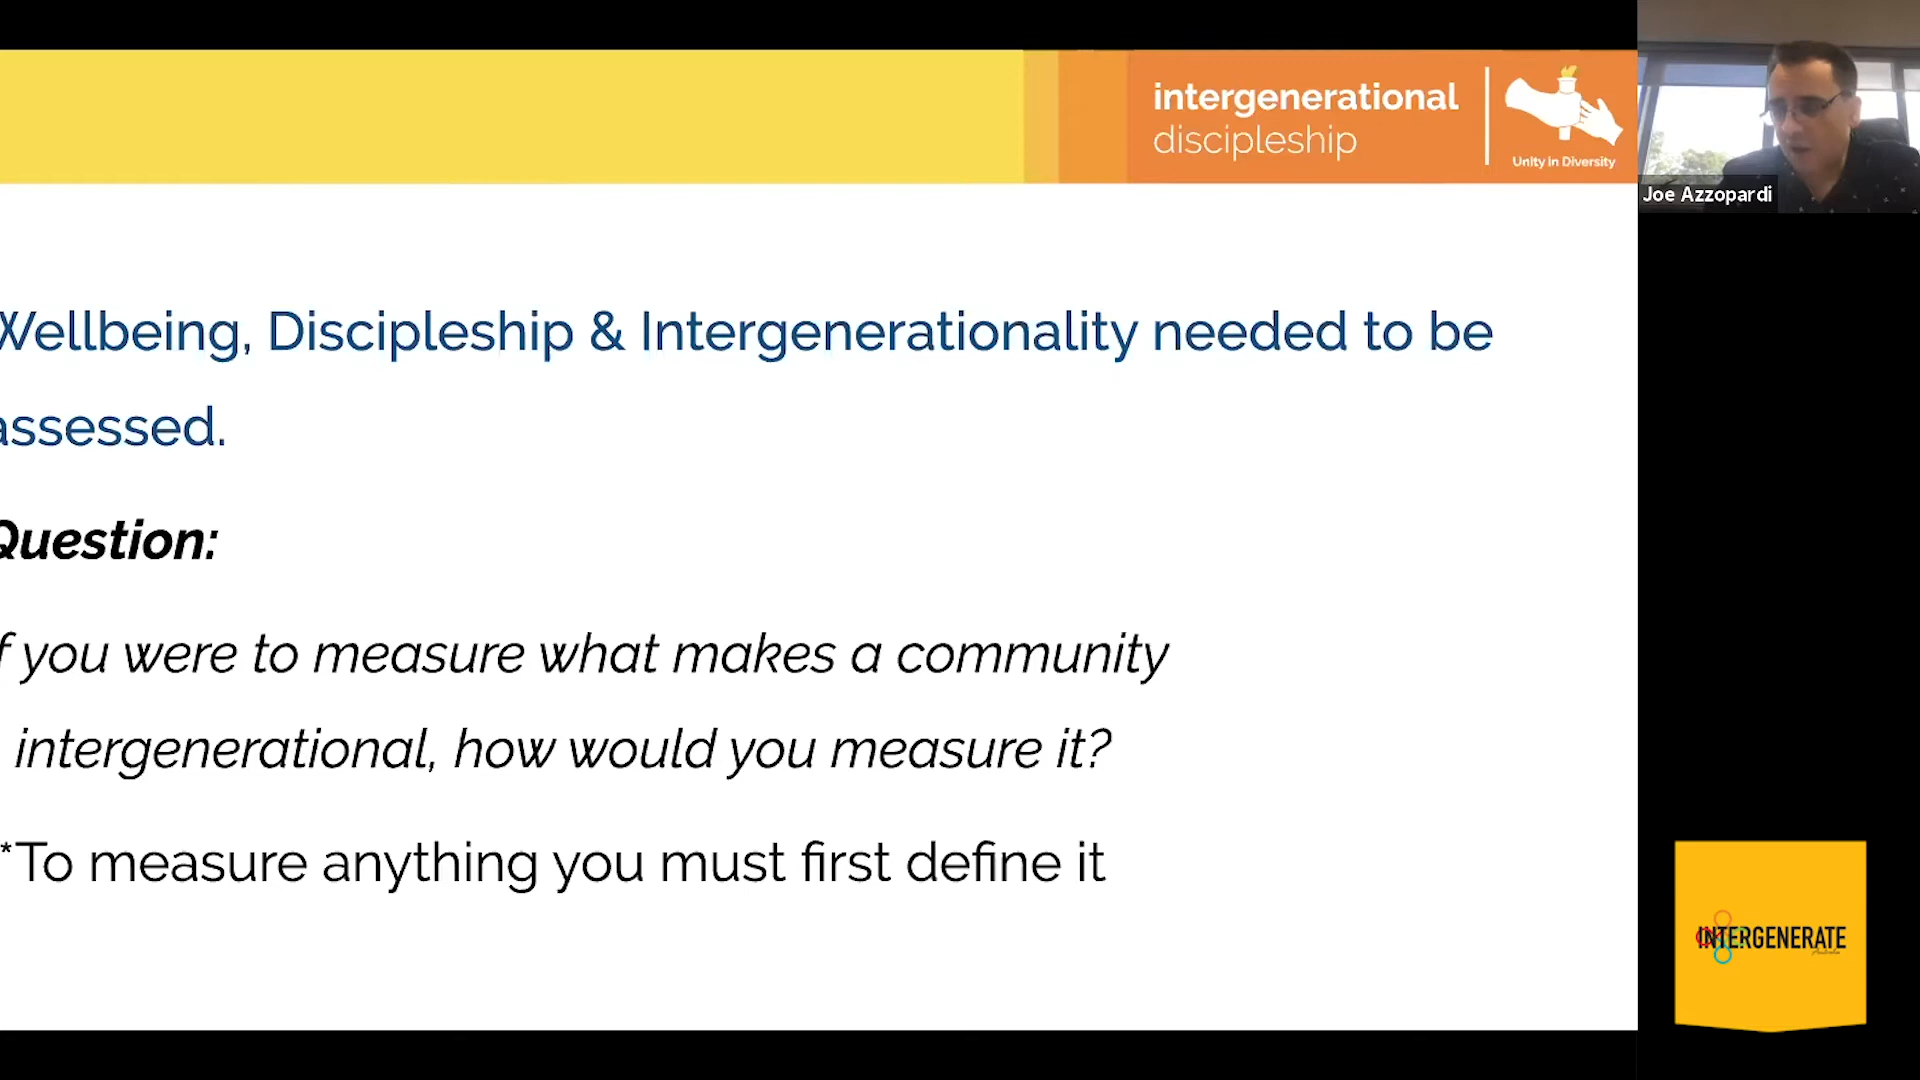 intergenerational
discipleship
Unity in Diversity
Joe Azzopardi
Wellbeing, Discipleship & Intergenerationality needed to be
assessed.
Question:
f you were to measure what makes a community
intergenerational, how would you measure it?
*To measure anything you must first define it
INTERGENERATE
Australia